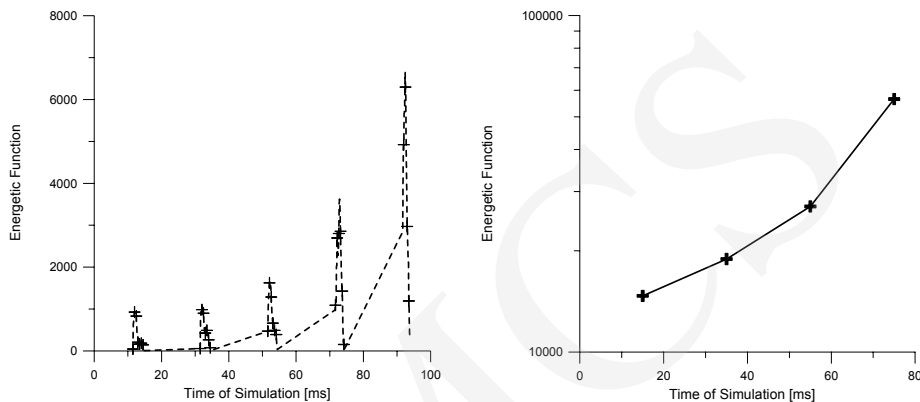 8000
6000
4000
2000
0
Energetic Function
0 20 40 60 80 100
Time of Simulation [ms]
100000
10000
Energetic Function
0 20 40 60 80
Time of Simulation [ms]
MCS